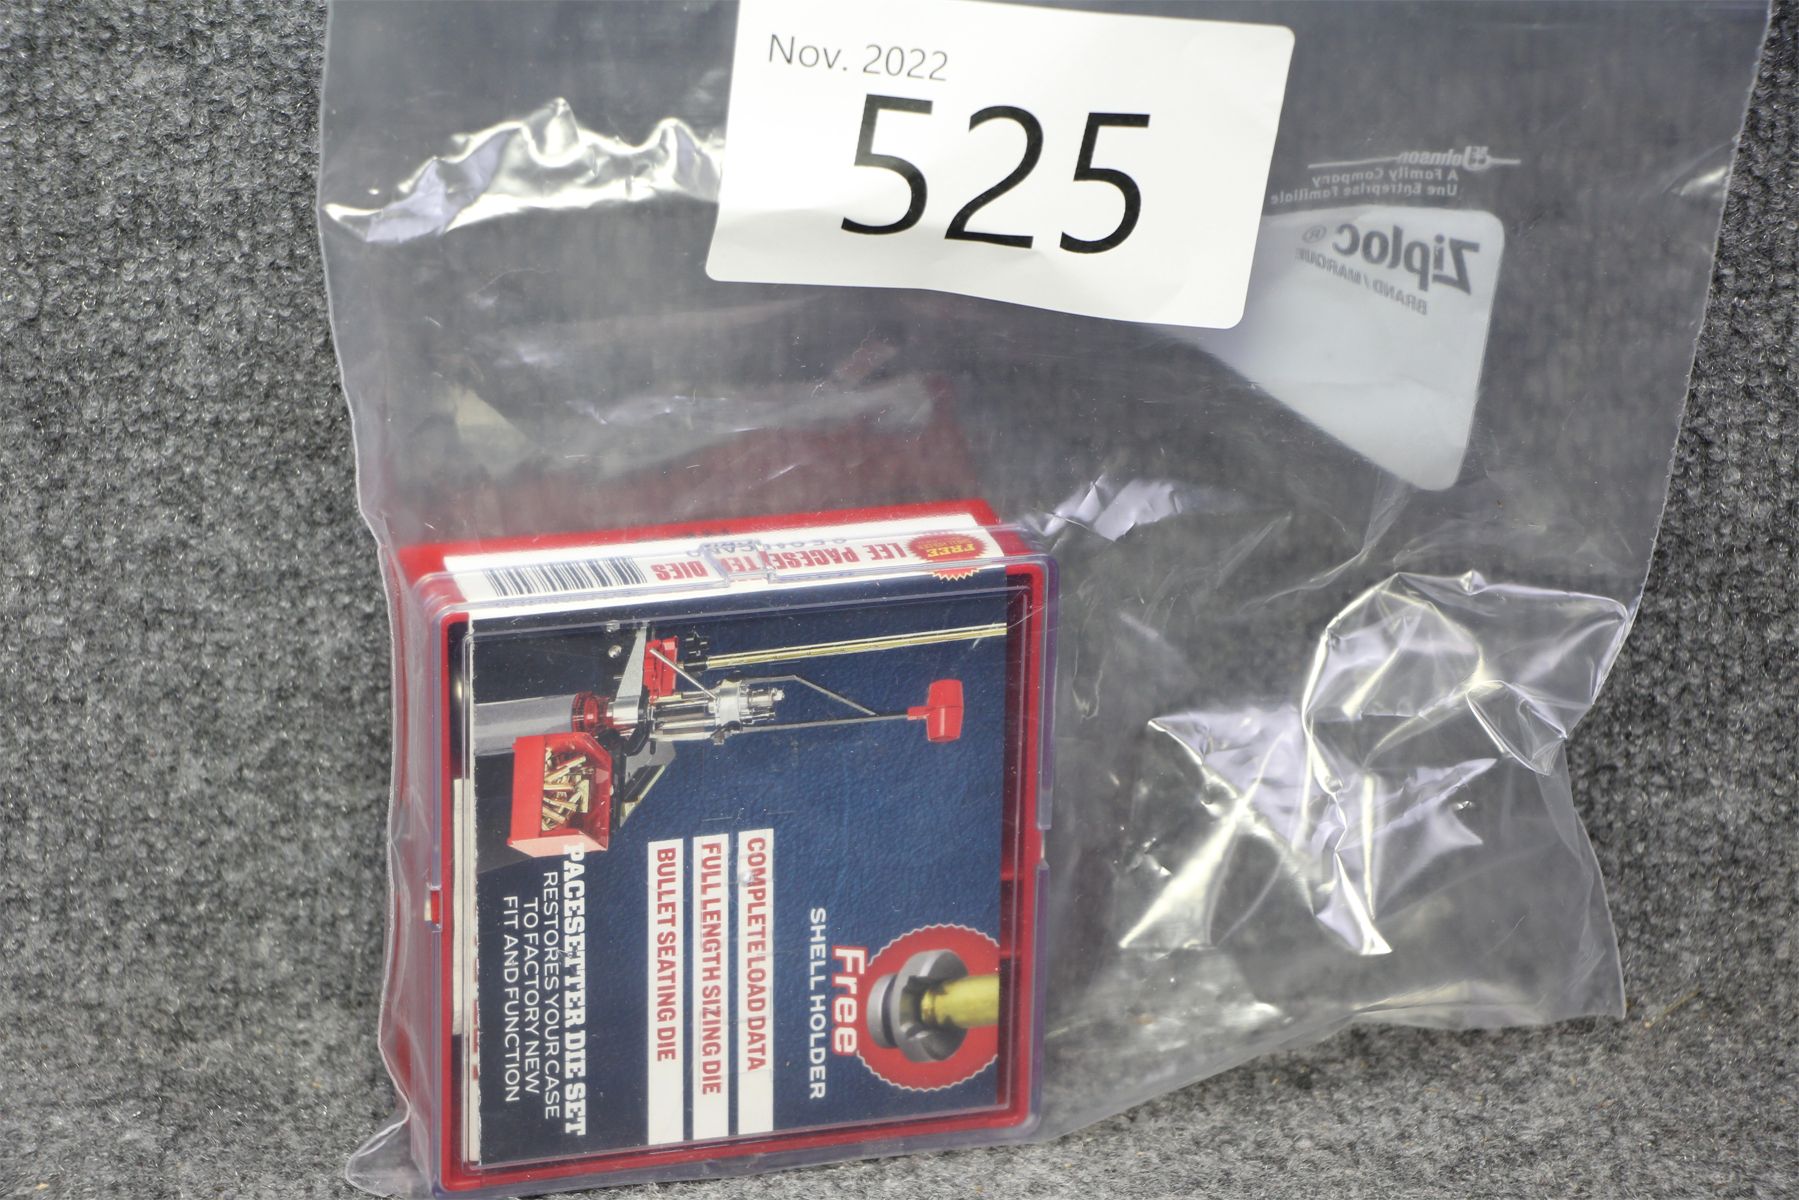 Nov. 2022
525
Johnson
A Family Company
Une Entreprise Familiale
Ziploc®
BRAND/MARQUE
LEE PACESETTER DIES
FREE
Free
SHELL HOLDER
COMPLETE LOAD DATA
FULL LENGTH SIZING DIE
BULLET SEATING DIE
PACESETTER DIE SET
RESTORES YOUR CASE
TO FACTORY NEW
FIT AND FUNCTION